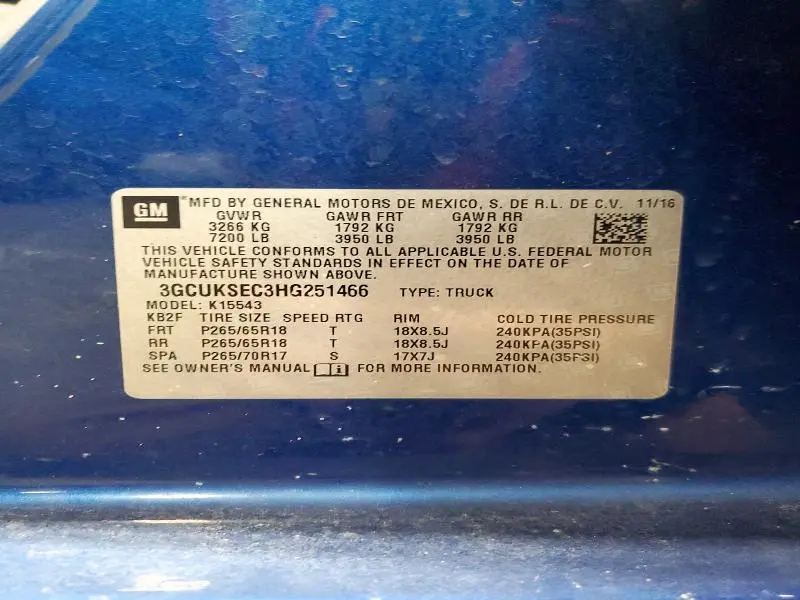 GM ®MFD BY GENERAL MOTORS DE MEXICO, S. DE R.L. DE C.V. 11/16
GVWR GAWR FRT GAWR RR
3266 KG 1792 KG 1792 KG
7200 LB 3950 LB 3950 LB
THIS VEHICLE CONFORMS TO ALL APPLICABLE U.S. FEDERAL MOTOR
VEHICLE SAFETY STANDARDS IN EFFECT ON THE DATE OF
MANUFACTURE SHOWN ABOVE.
3GCUKSEC3HG251466 TYPE: TRUCK
MODEL: K15543
KB2F TIRE SIZE SPEED RTG RIM COLD TIRE PRESSURE
FRT P265/65R18 T 18X8.5J 240KPA(35PSI)
RR P265/65R18 T 18X8.5J 240KPA(35PSI)
SPA P265/70R17 S 17X7J 240KPA(35PSI)
SEE OWNER'S MANUAL FOR MORE INFORMATION.